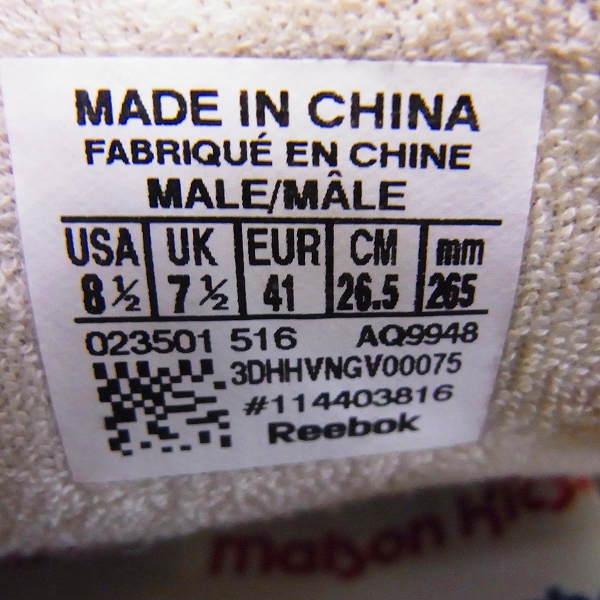 MADE IN CHINA
FABRIQUÉ EN CHINE
MALE/MÂLE
USA UK EUR CM mm
8 ½ 7 ½ 41 26.5 265
023501 516 AQ9948
3DHHVNGV00075
#114403816
Reebok
maison